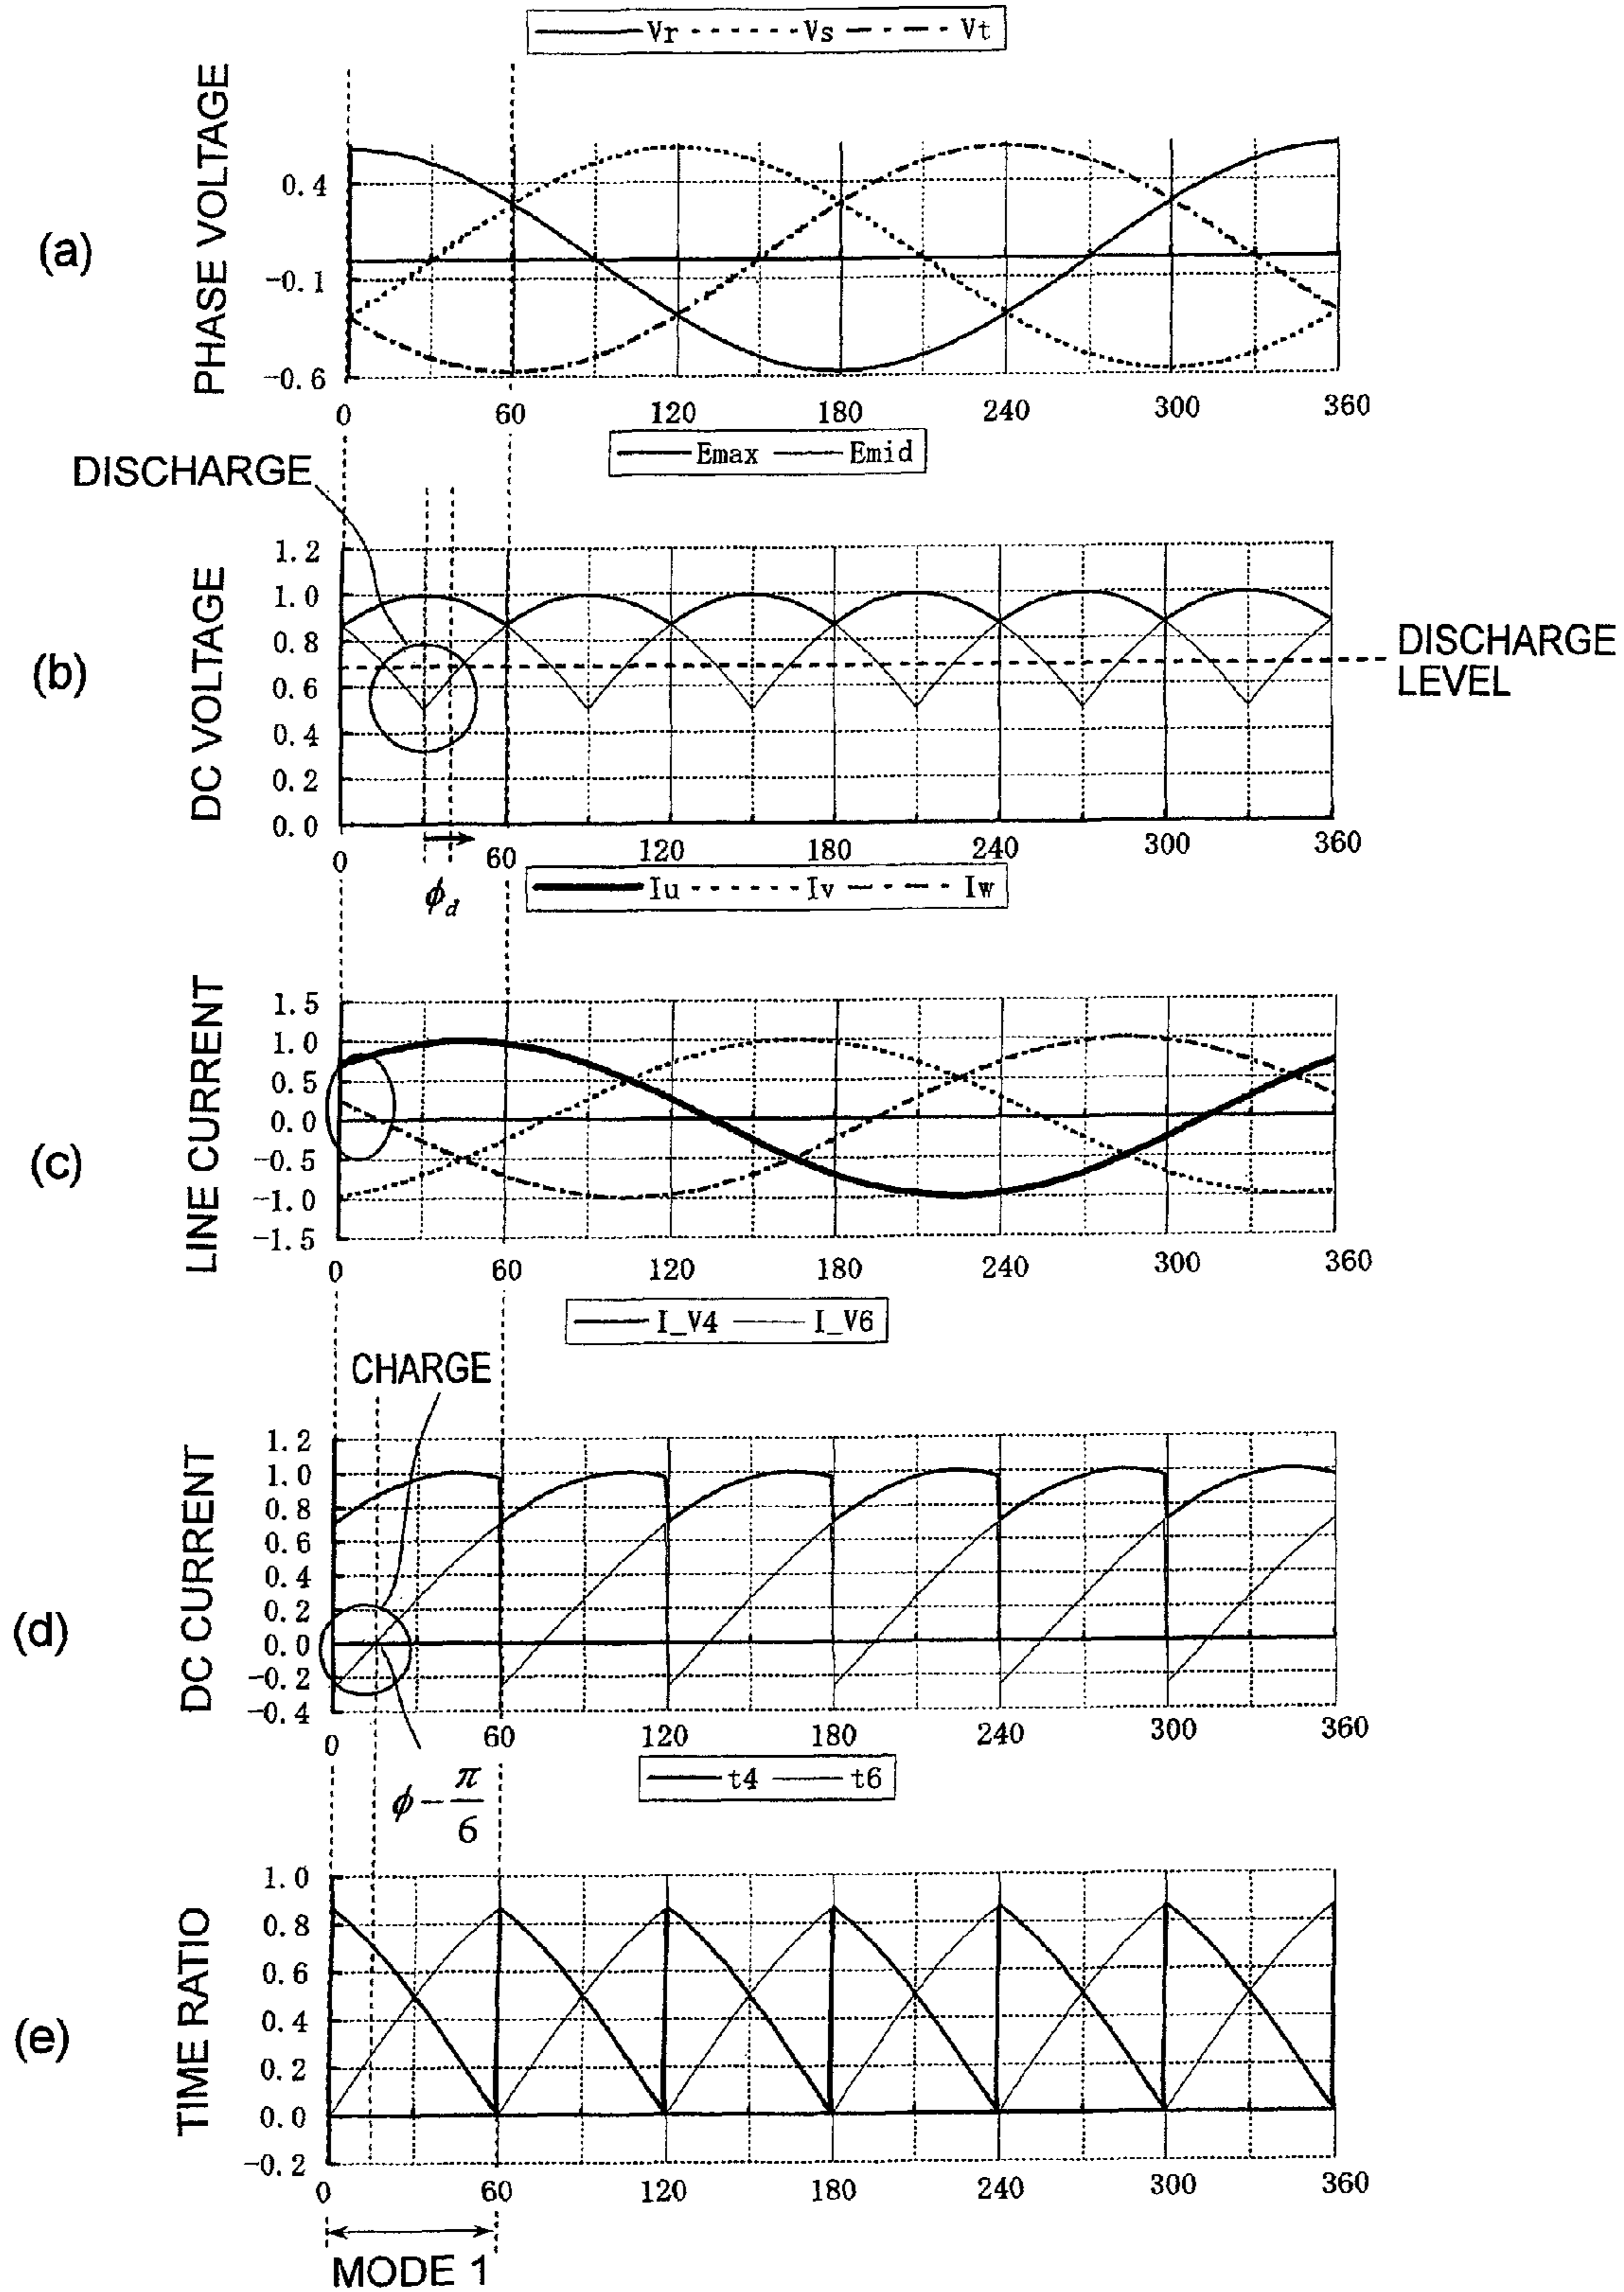 Vr Vs Vt
(a)
PHASE VOLTAGE
0.4
-0.1
-0.6
0 60 120 180 240 300 360
Emax Emid
DISCHARGE
(b)
DC VOLTAGE
1.2
1.0
0.8
0.6
0.4
0.2
0.0
DISCHARGE
LEVEL
0 60 120 180 240 300 360
ϕd
Iu Iv Iw
(c)
LINE CURRENT
1.5
1.0
0.5
0.0
-0.5
-1.0
-1.5
0 60 120 180 240 300 360
I_V4 I_V6
CHARGE
(d)
DC CURRENT
1.2
1.0
0.8
0.6
0.4
0.2
0.0
-0.2
-0.4
0 60 120 180 240 300 360
ϕ-π/6
t4 t6
(e)
TIME RATIO
1.0
0.8
0.6
0.4
0.2
0.0
-0.2
0 60 120 180 240 300 360
MODE 1